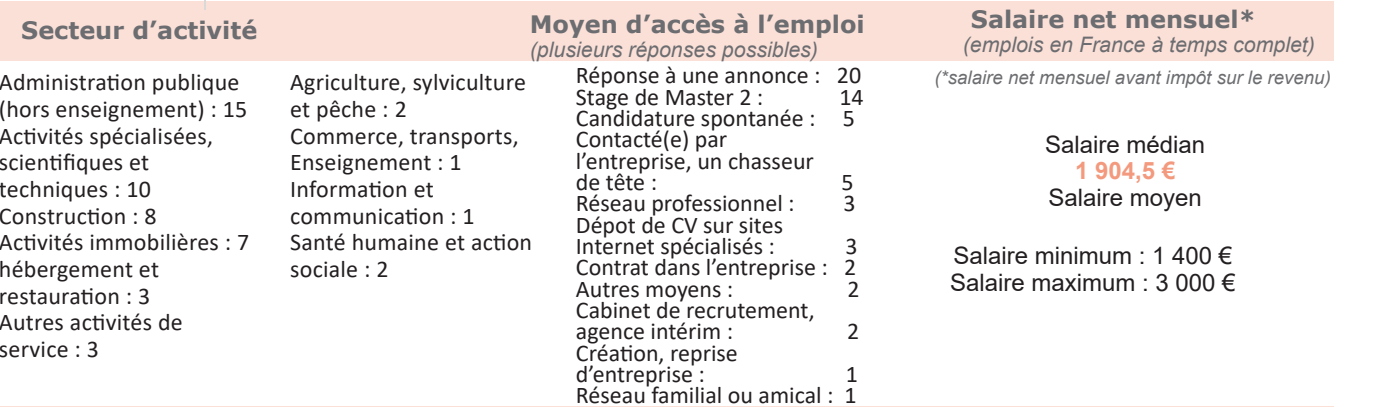 Secteur d’activité
Administration publique
(hors enseignement) : 15
Activités spécialisées,
scientifiques et
techniques : 10
Construction : 8
Activités immobilières : 7
hébergement et
restauration : 3
Autres activités de
service : 3
Agriculture, sylviculture
et pêche : 2
Commerce, transports,
Enseignement : 1
Information et
communication : 1
Santé humaine et action
sociale : 2
Moyen d’accès à l’emploi
(plusieurs réponses possibles)
Réponse à une annonce : 20
Stage de Master 2 : 14
Candidature spontanée : 5
Contacté(e) par
l’entreprise, un chasseur
de tête : 5
Réseau professionnel : 3
Dépot de CV sur sites
Internet spécialisés : 3
Contrat dans l’entreprise : 2
Autres moyens : 2
Cabinet de recrutement,
agence intérim : 2
Création, reprise
d’entreprise : 1
Réseau familial ou amical : 1
Salaire net mensuel*
(emplois en France à temps complet)
(*salaire net mensuel avant impôt sur le revenu)
Salaire médian
1 904,5 €
Salaire moyen
Salaire minimum : 1 400 €
Salaire maximum : 3 000 €